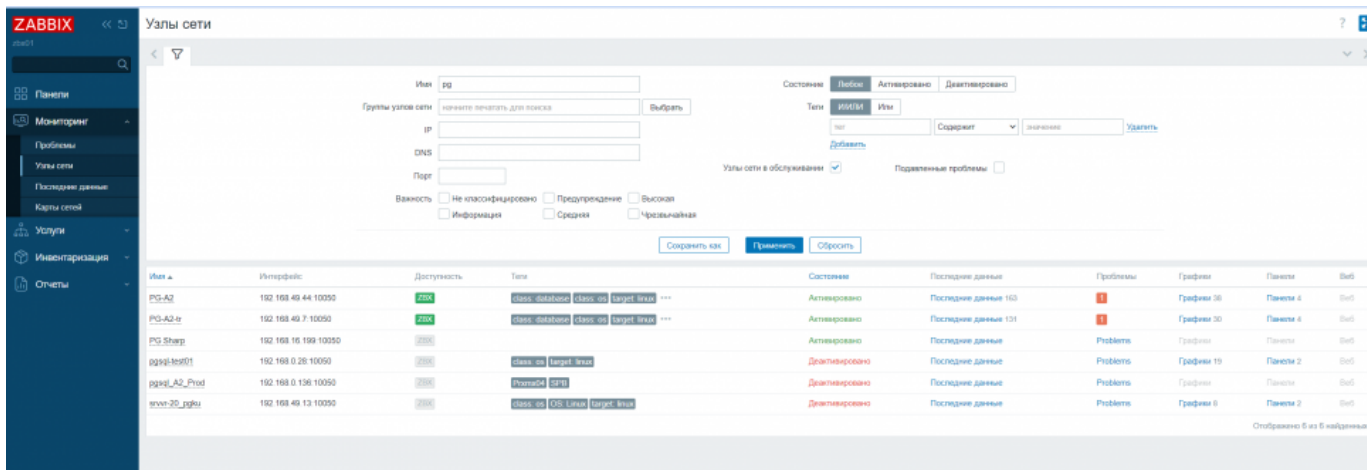 ZABBIX Узлы сети ?
zbx01
Имя pg Состояние Любое Активировано Деактивировано
Панели Группы узлов сети начните печатать для поиска Выбрать Теги И/ИЛИ Или
Мониторинг IP тег Содержит значение Удалить
Проблемы DNS Добавить
Узлы сети Порт Узлы сети в обслуживании Подавленные проблемы
Последние данные Важность Не классифицировано Предупреждение Высокая
Карты сетей Информация Средняя Чрезвычайная
Услуги
Инвентаризация Сохранить как Применить Сбросить
Отчеты
Имя Интерфейс Доступность Теги Состояние Последние данные Проблемы Графики Панели Веб
PG-A2 192.168.49.44:10050 ZBX class: database class: os target: linux Активировано Последние данные 163 1 Графики 38 Панели 4 Веб
PG-A2-tr 192.168.49.7:10050 ZBX class: database class: os target: linux Активировано Последние данные 131 1 Графики 30 Панели 4 Веб
PG Sharp 192.168.16.199:10050 ZBX Активировано Последние данные Problems Графики Панели Веб
pgsql-test01 192.168.0.28:10050 ZBX class: os target: linux Деактивировано Последние данные Problems Графики 19 Панели 2 Веб
pgsql_A2_Prod 192.168.0.136:10050 ZBX SPB Деактивировано Последние данные Problems Графики Панели Веб
srvvr-20_pgku 192.168.49.13:10050 ZBX class: os OS: Linux target: linux Деактивировано Последние данные Problems Графики 8 Панели 2 Веб
Отображено 6 из 6 найденных